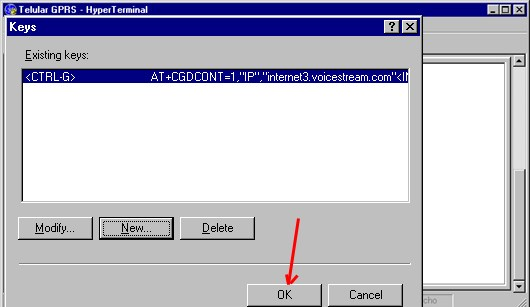 Telular GPRS - HyperTerminal
Keys
Existing keys:
<CTRL-G> AT+CGDCONT=1,"IP","internet3.voicestream.com"<
Modify... New... Delete
OK Cancel
cho